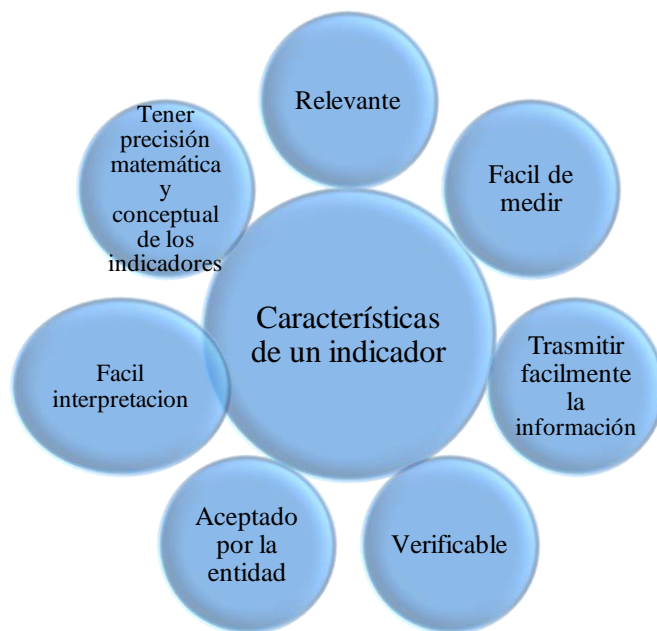 Relevante
Facil de
medir
Trasmitir
facilmente
la
información
Verificable
Aceptado
por la
entidad
Facil
interpretacion
Tener
precisión
matemática
y
conceptual
de los
indicadores
Características
de un indicador